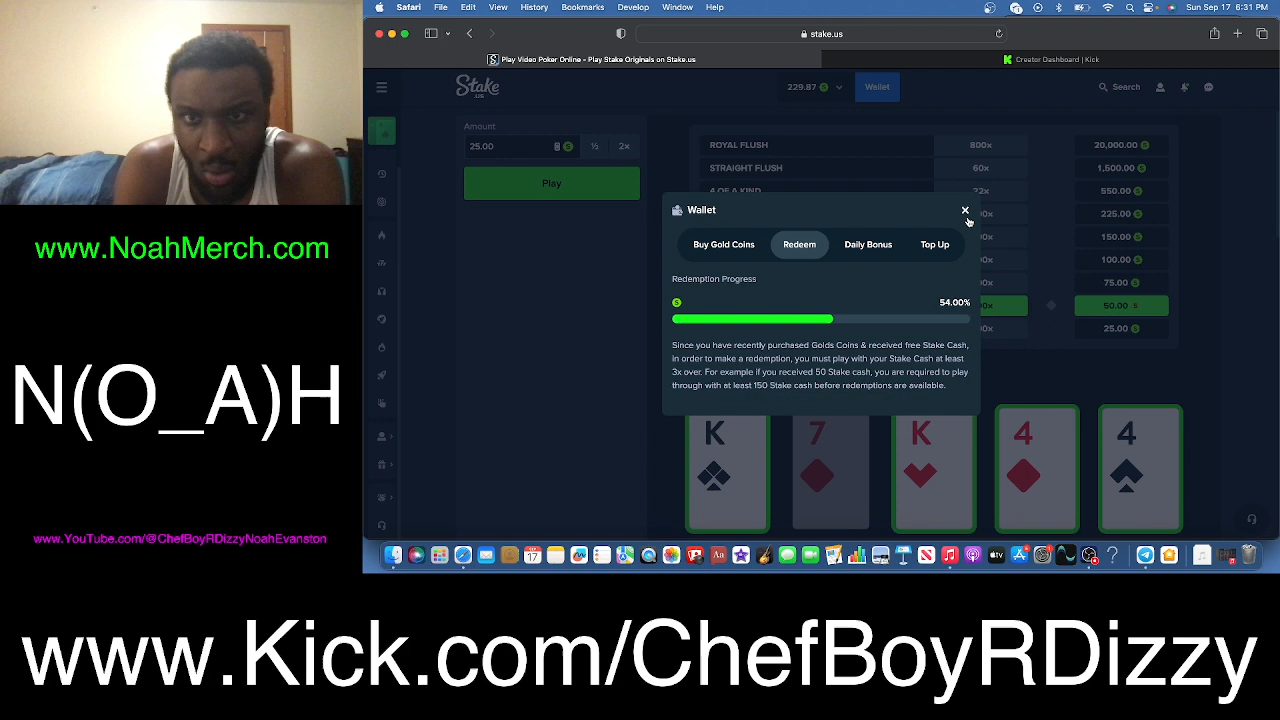 Safari File Edit View History Bookmarks Develop Window Help Sun Sep 17 6:31 PM
stake.us
Play Video Poker Online - Play Stake Originals on Stake.us
Creator Dashboard | Kick
Stake
.US
229.87
Wallet
Search
Amount
25.00 ½ 2×
Play
ROYAL FLUSH 800x 20,000.00
STRAIGHT FLUSH 60x 1,500.00
4 OF A KIND 22x 550.00
225.00
150.00
100.00
75.00
50.00
25.00
Wallet
Buy Gold Coins Redeem Daily Bonus Top Up
Redemption Progress
54.00%
Since you have recently purchased Golds Coins & received free Stake Cash,
in order to make a redemption, you must play with your Stake Cash at least
3x over. For example if you received 50 Stake cash, you are required to play
through with at least 150 Stake cash before redemptions are available.
K 7 K 4 4
www.NoahMerch.com
N(O_A)H
www.YouTube.com/@ChefBoyRDizzyNoahEvanston
www.Kick.com/ChefBoyRDizzy